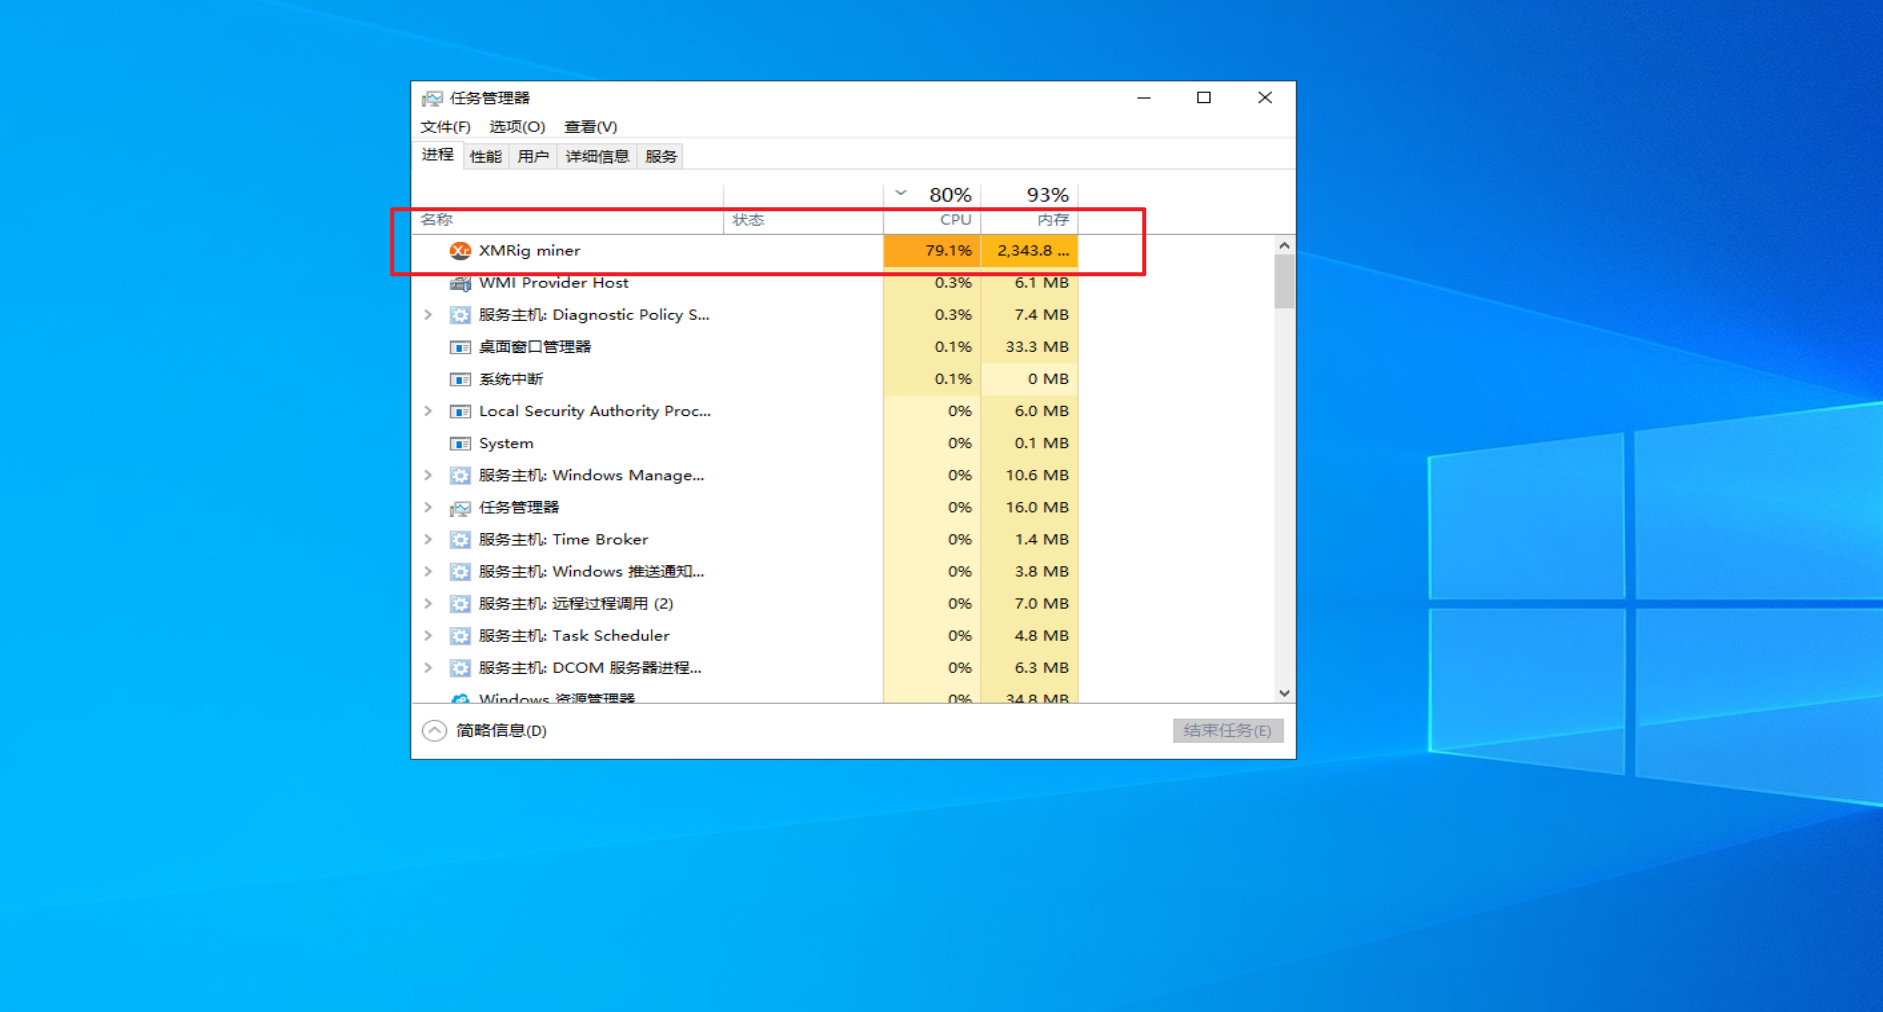 任务管理器
文件(F) 选项(O) 查看(V)
进程 性能 用户 详细信息 服务
80% 93%
名称 状态 CPU 内存
Xr XMRig miner 79.1% 2,343.8 ...
WMI Provider Host 0.3% 6.1 MB
服务主机: Diagnostic Policy S... 0.3% 7.4 MB
桌面窗口管理器 0.1% 33.3 MB
系统中断 0.1% 0 MB
Local Security Authority Proc... 0% 6.0 MB
System 0% 0.1 MB
服务主机: Windows Manage... 0% 10.6 MB
任务管理器 0% 16.0 MB
服务主机: Time Broker 0% 1.4 MB
服务主机: Windows 推送通知... 0% 3.8 MB
服务主机: 远程过程调用 (2) 0% 7.0 MB
服务主机: Task Scheduler 0% 4.8 MB
服务主机: DCOM 服务器进程... 0% 6.3 MB
Windows 资源管理器 0% 34.8 MB
简略信息(D) 结束任务(E)